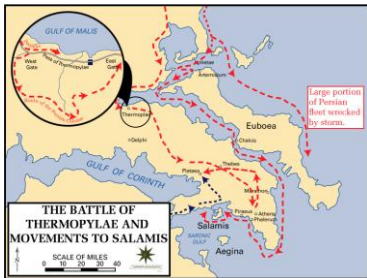 GULF OF MALIS
West
Gate
Pass of Thermopylae
East
Gate
Aphetae
Artemisium
Large portion
of Persian
fleet wrecked
by storm.
Thermopylae
Delphi
Euboea
Chalcis
Thebes
GULF OF CORINTH
Plataea
Marathon
Piraeus
Athens
Phalerum
Salamis
SARONIC
GULF
Aegina
THE BATTLE OF
THERMOPYLAE AND
MOVEMENTS TO SALAMIS
SCALE OF MILES
0 10 20 30 40